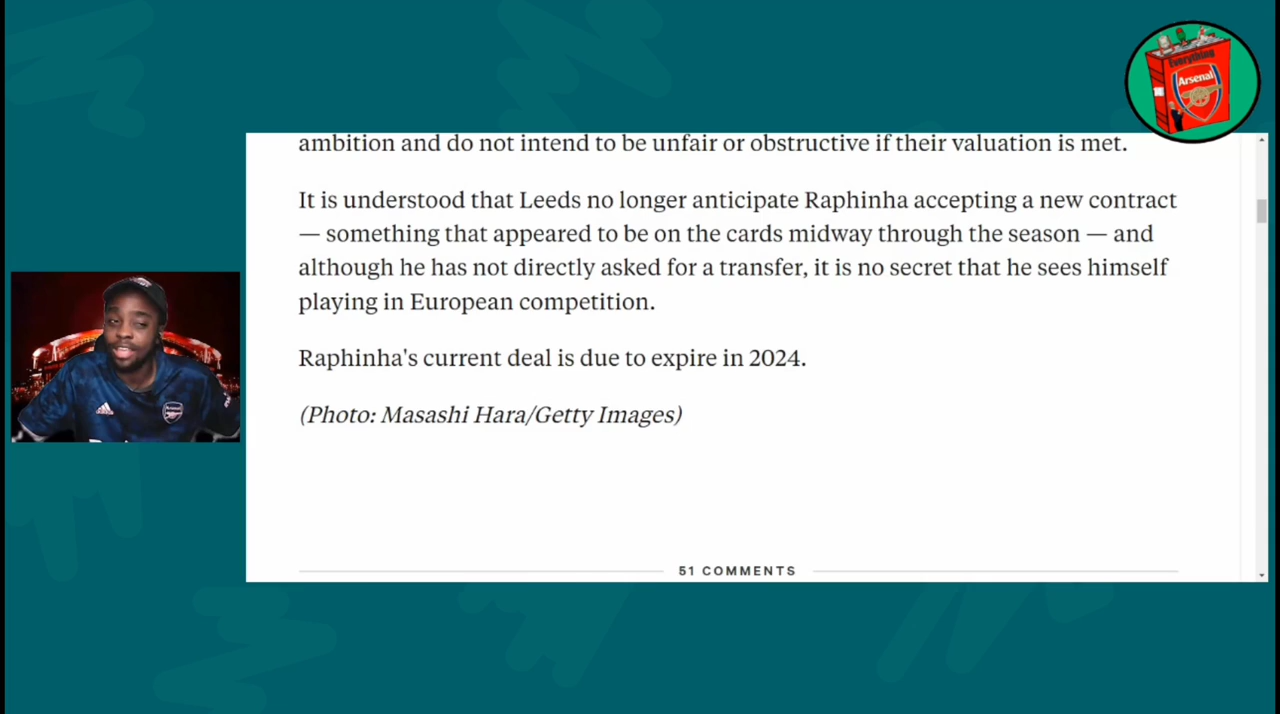 Everything
Arsenal
ambition and do not intend to be unfair or obstructive if their valuation is met.
It is understood that Leeds no longer anticipate Raphinha accepting a new contract
— something that appeared to be on the cards midway through the season — and
although he has not directly asked for a transfer, it is no secret that he sees himself
playing in European competition.
Raphinha's current deal is due to expire in 2024.
(Photo: Masashi Hara/Getty Images)
51 COMMENTS